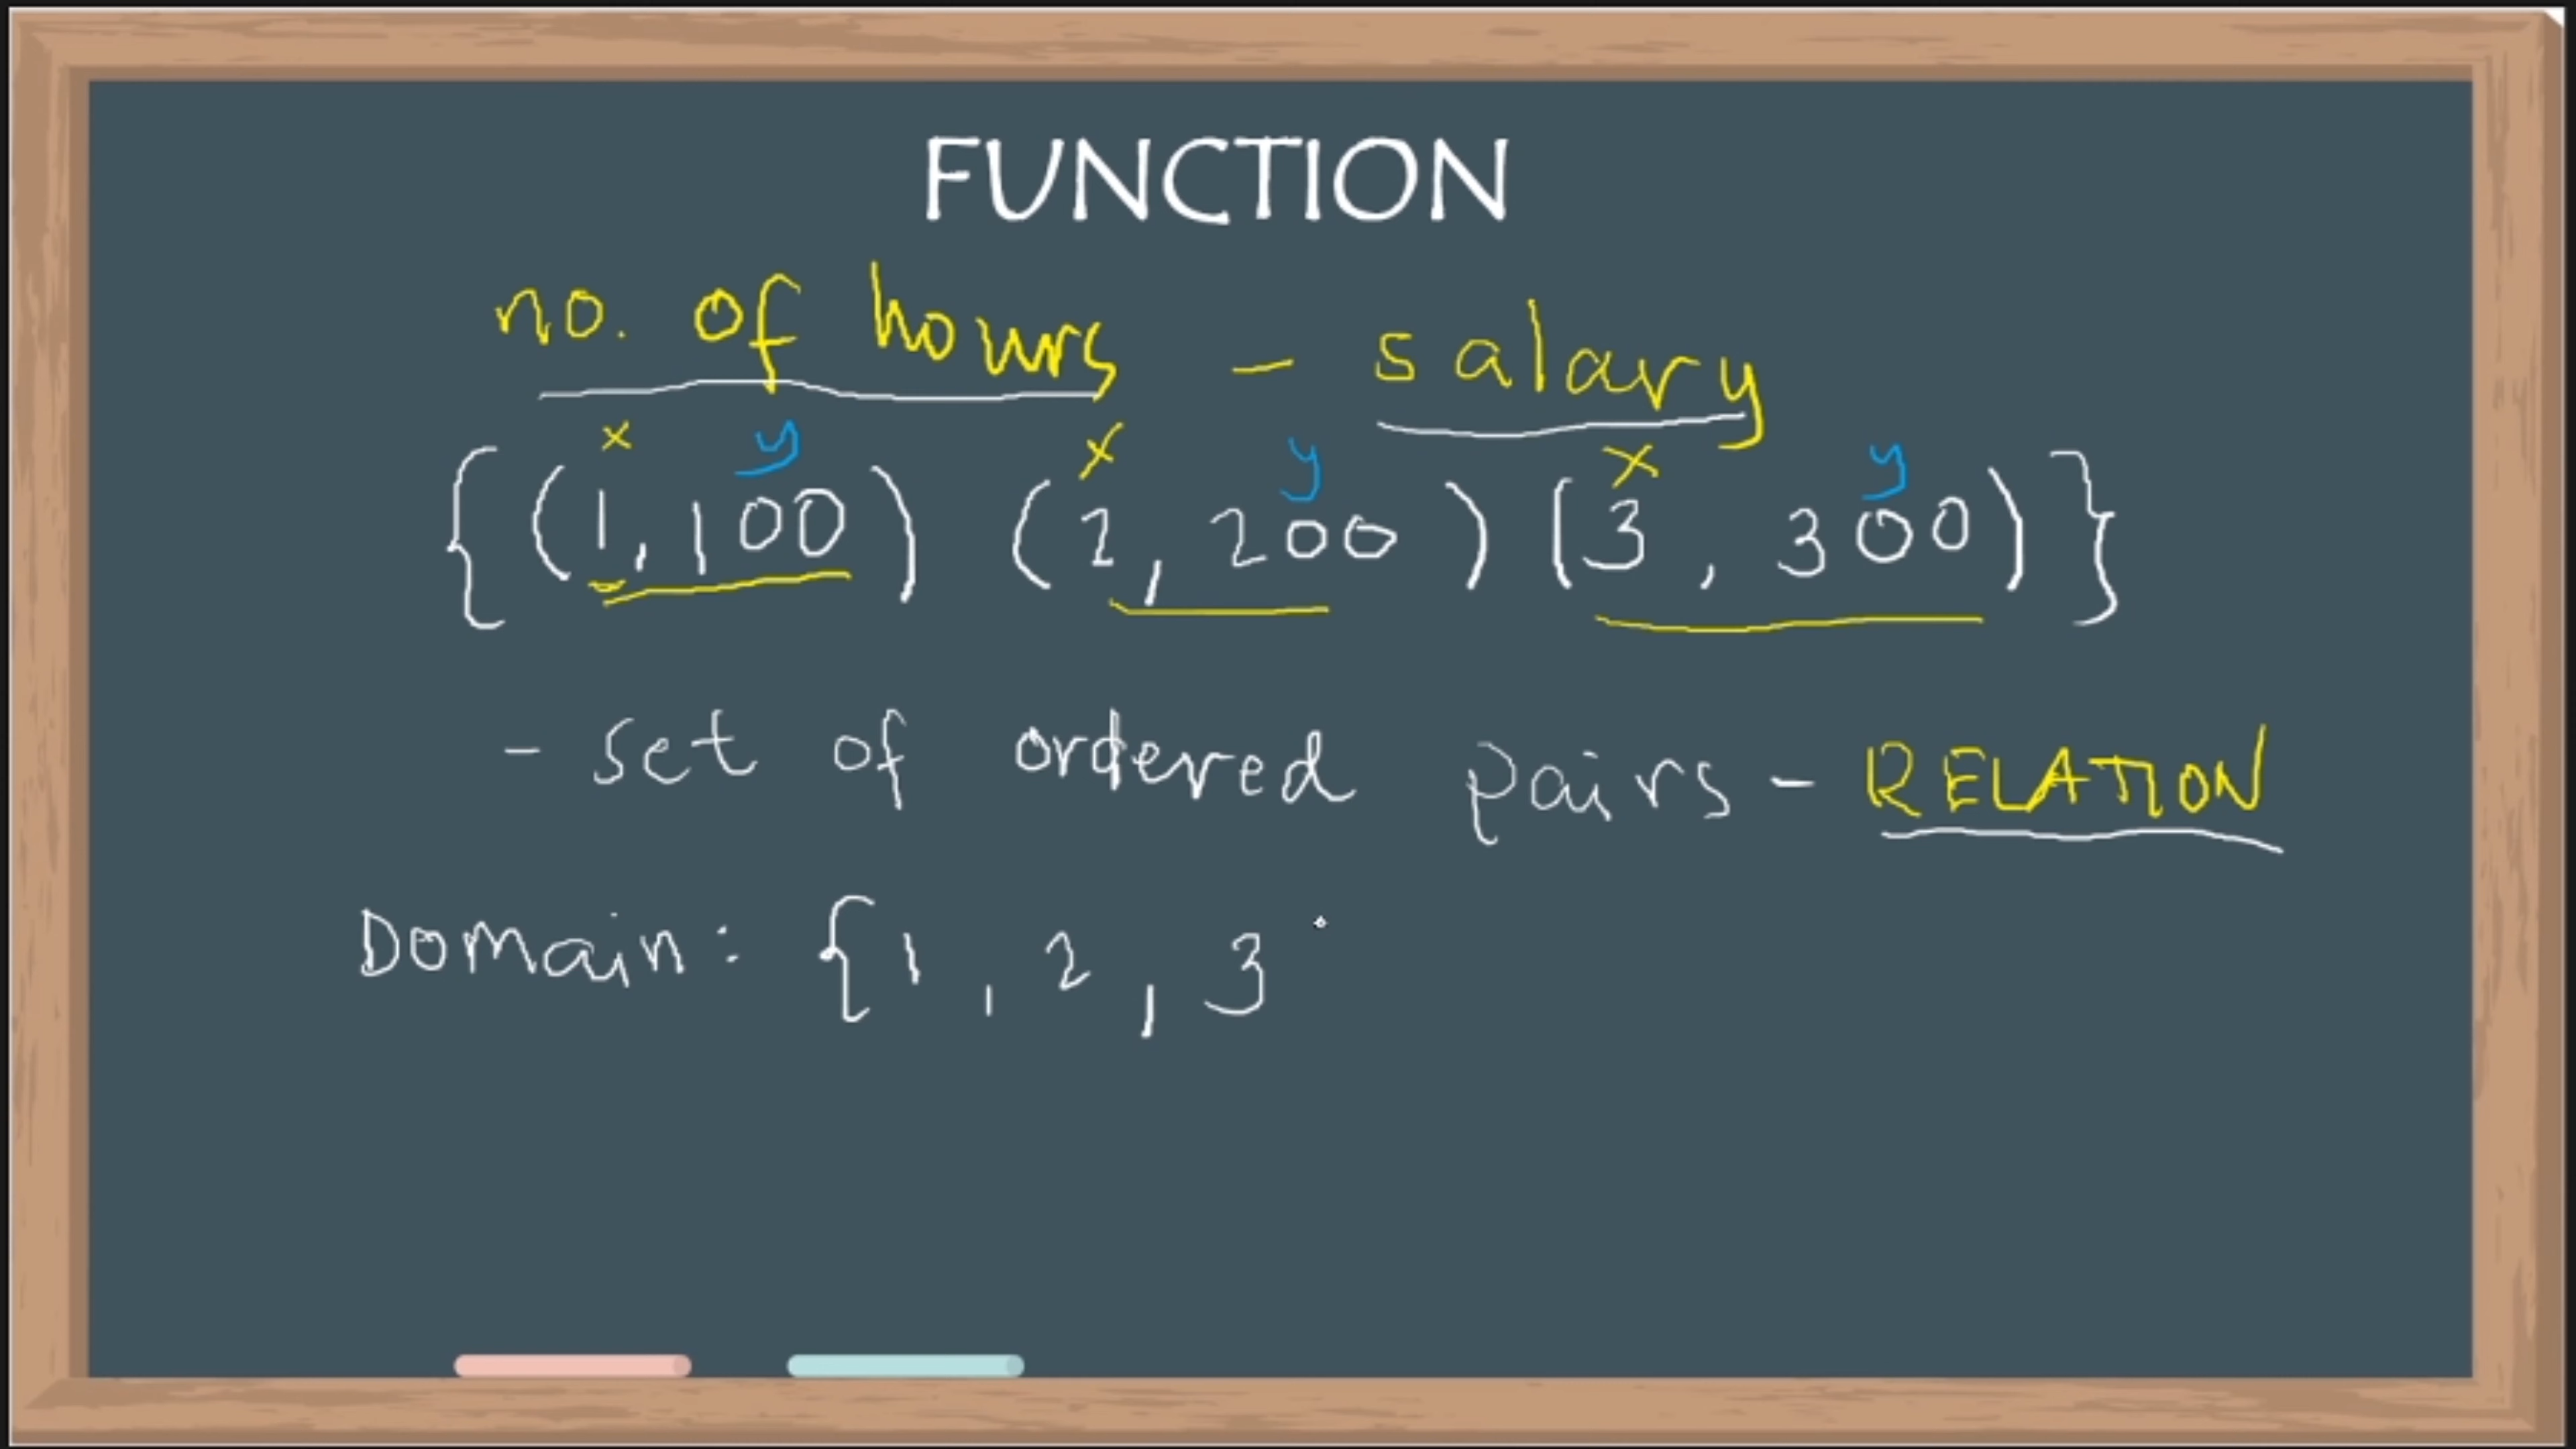 FUNCTION
no. of hours - salary
x y x y x y
{(1,100) (2,200) (3,300)}
- set of ordered pairs - RELATION
Domain: {1, 2, 3